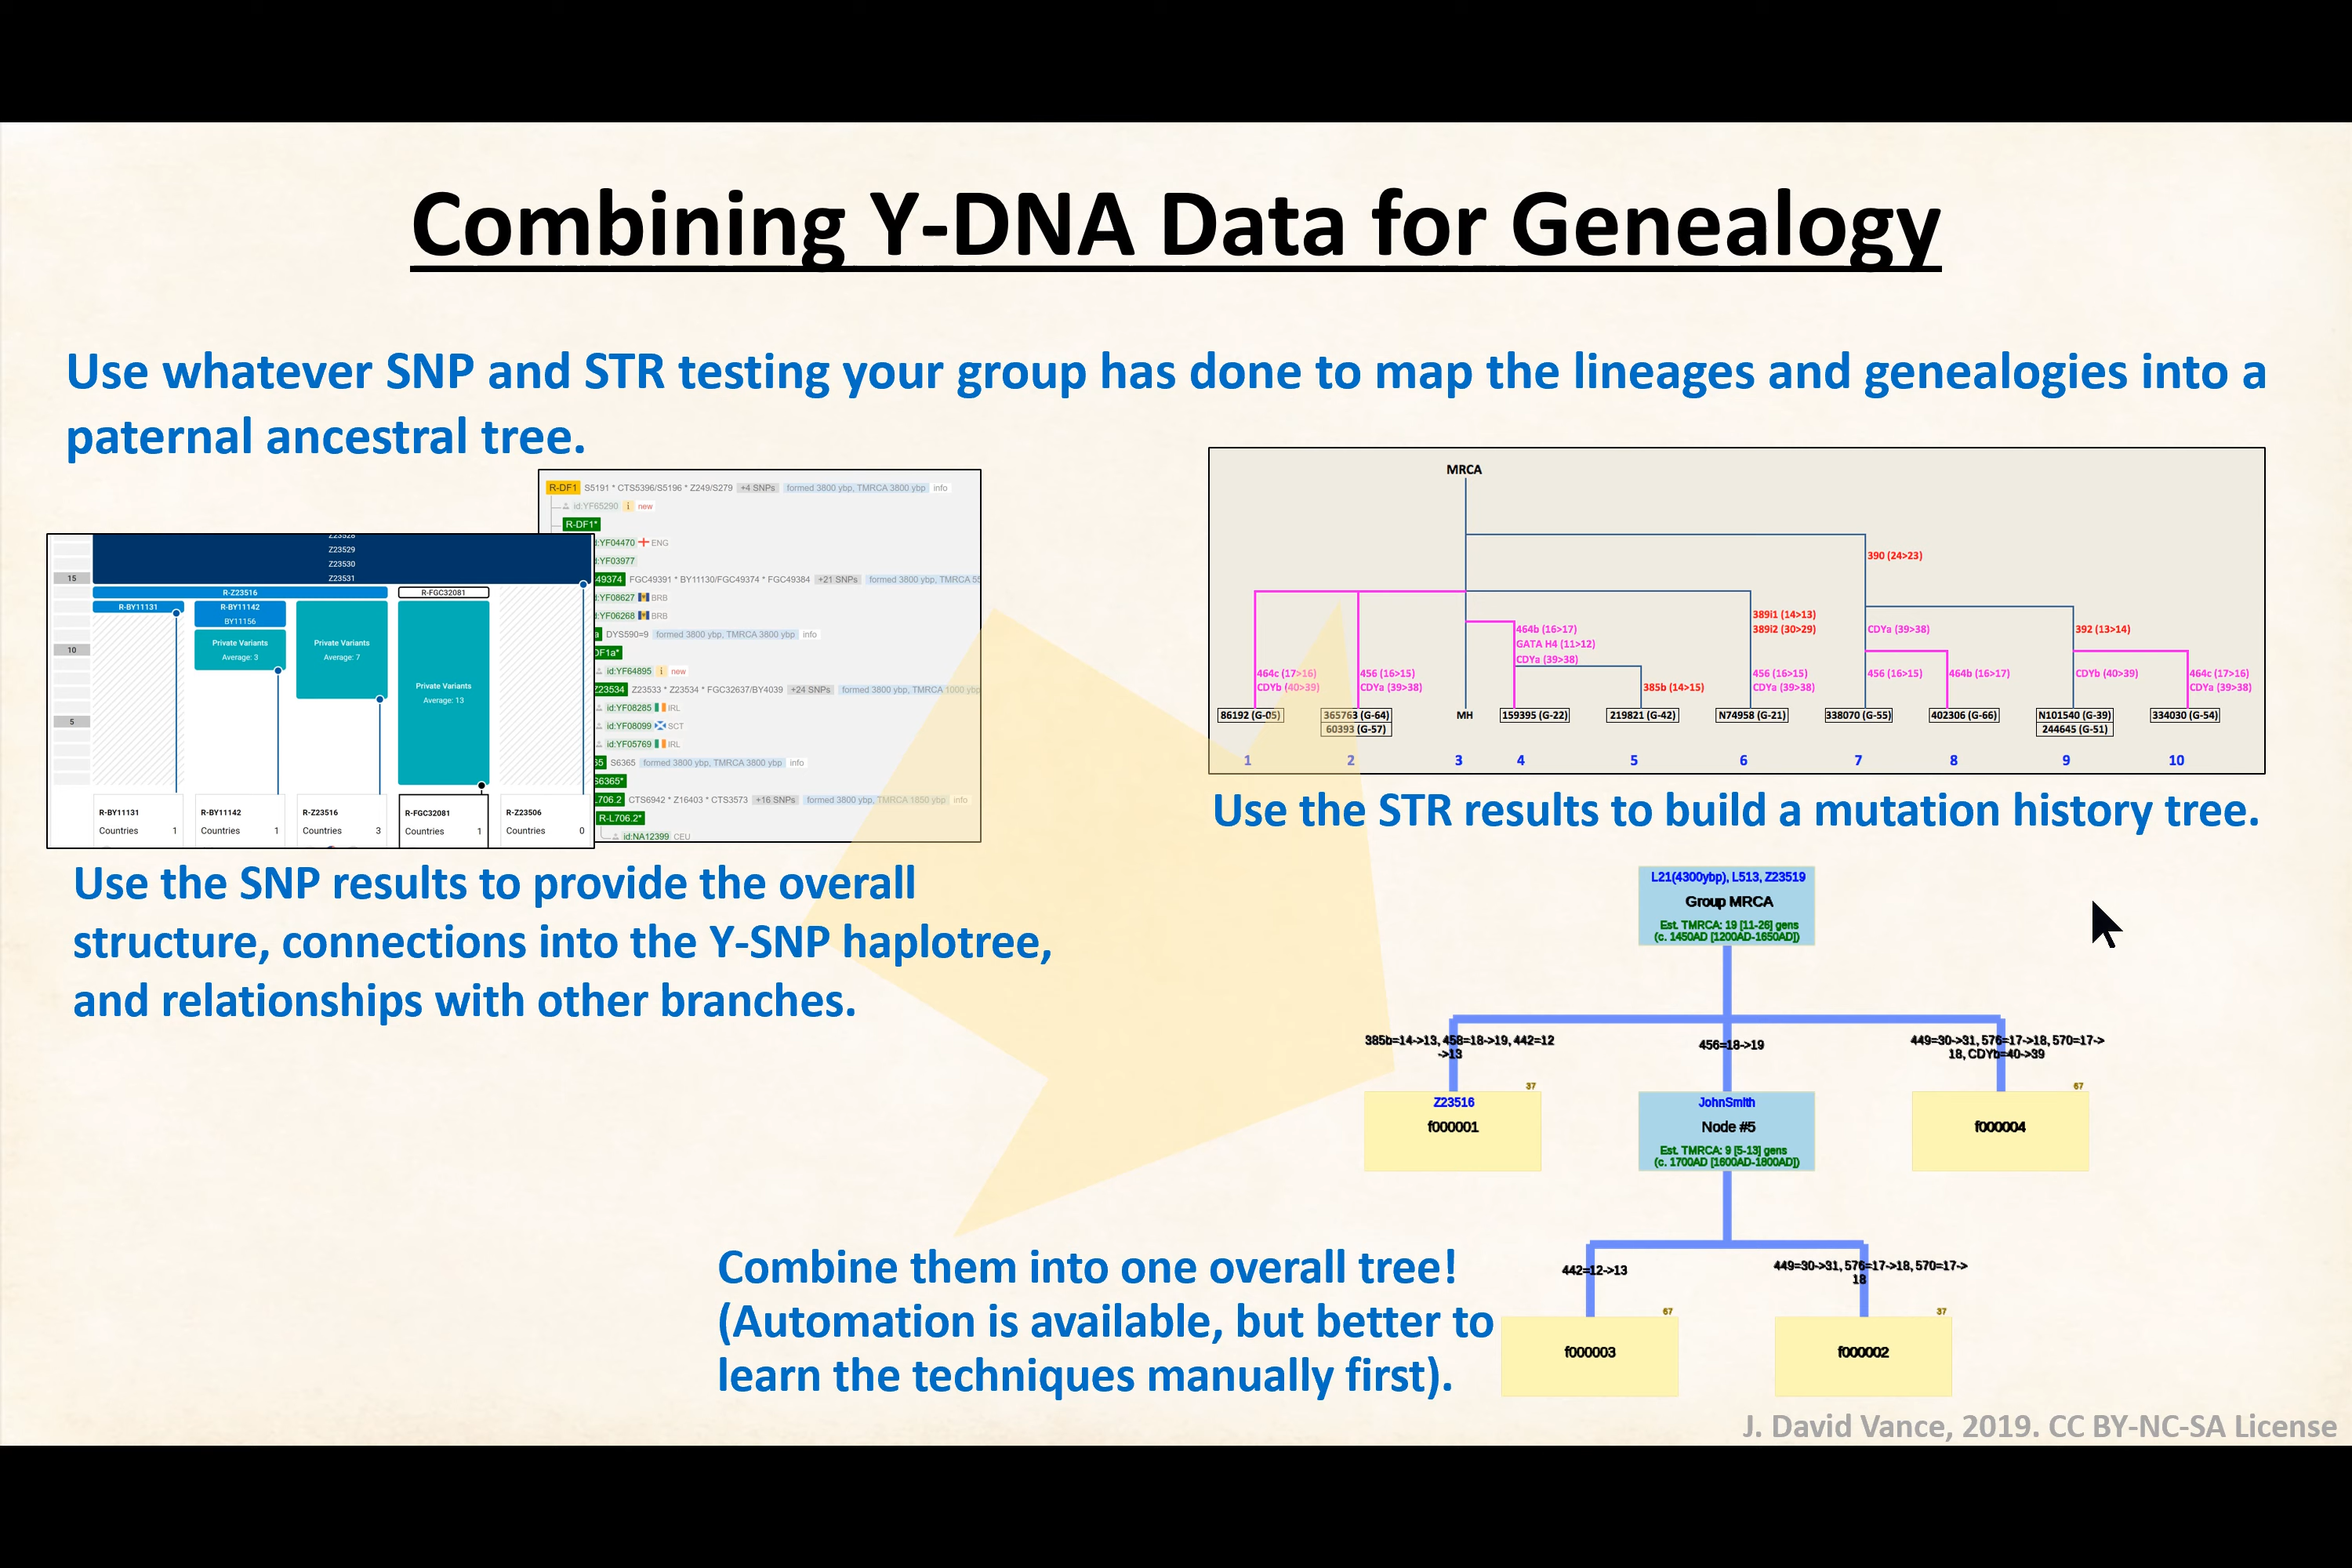 Combining Y-DNA Data for Genealogy
Use whatever SNP and STR testing your group has done to map the lineages and genealogies into a
paternal ancestral tree.
R-DF1 S5191 * CTS5396/S5196 * Z249/S279 +4 SNPs formed 3800 ybp, TMRCA 3800 ybp info
id:YF65290 i new
R-DF1*
id:YF04470 ENG
id:YF03977
49374 FGC49391 * BY11130/FGC49374 * FGC49384 +21 SNPs formed 3800 ybp, TMRCA 55
:YF08627 BRB
:YF06268 BRB
a DYS590=9 formed 3800 ybp, TMRCA 3800 ybp info
DF1a*
id:YF64895 i new
Z23534 Z23533 * Z23534 * FGC32637/BY4039 +24 SNPs formed 3800 ybp, TMRCA 1000 ybp
id:YF08285 IRL
id:YF08099 SCT
id:YF05769 IRL
65 S6365 formed 3800 ybp, TMRCA 3800 ybp info
S6365*
L706.2 CTS6942 * Z16403 * CTS3573 +16 SNPs formed 3800 ybp, TMRCA 1850 ybp info
R-L706.2*
id:NA12399 CEU
Z23528
Z23529
Z23530
15 Z23531
R-Z23516 R-FGC32081
R-BY11131 R-BY11142
BY11156
Private Variants Private Variants
10 Average: 3 Average: 7
Private Variants
Average: 13
5
R-BY11131 R-BY11142 R-Z23516 R-FGC32081 R-Z23506
Countries 1 Countries 1 Countries 3 Countries 1 Countries 0
Use the SNP results to provide the overall
structure, connections into the Y-SNP haplotree,
and relationships with other branches.
MRCA
390 (24>23)
389i1 (14>13)
464b (16>17) 389i2 (30>29) CDYa (39>38) 392 (13>14)
GATA H4 (11>12)
CDYa (39>38)
464c (17>16) 456 (16>15) 456 (16>15) 456 (16>15) 464b (16>17) CDYb (40>39) 464c (17>16)
CDYb (40>39) CDYa (39>38) 385b (14>15) CDYa (39>38) CDYa (39>38)
86192 (G-05) 365763 (G-64) MH 159395 (G-22) 219821 (G-42) N74958 (G-21) 338070 (G-55) 402306 (G-66) N101540 (G-39) 334030 (G-54)
60393 (G-57) 244645 (G-51)
1 2 3 4 5 6 7 8 9 10
Use the STR results to build a mutation history tree.
L21(4300ybp), L513, Z23519
Group MRCA
Est. TMRCA: 19 [11-26] gens
(c. 1450AD [1200AD-1650AD])
385b=14->13, 458=18->19, 442=12
->13
456=18->19
449=30->31, 576=17->18, 570=17->
18, CDYb=40->39
37
Z23516
f000001
JohnSmith
Node #5
Est. TMRCA: 9 [5-13] gens
(c. 1700AD [1600AD-1800AD])
67
f000004
442=12->13
449=30->31, 576=17->18, 570=17->
18
67
f000003
37
f000002
Combine them into one overall tree!
(Automation is available, but better to
learn the techniques manually first).
J. David Vance, 2019. CC BY-NC-SA License